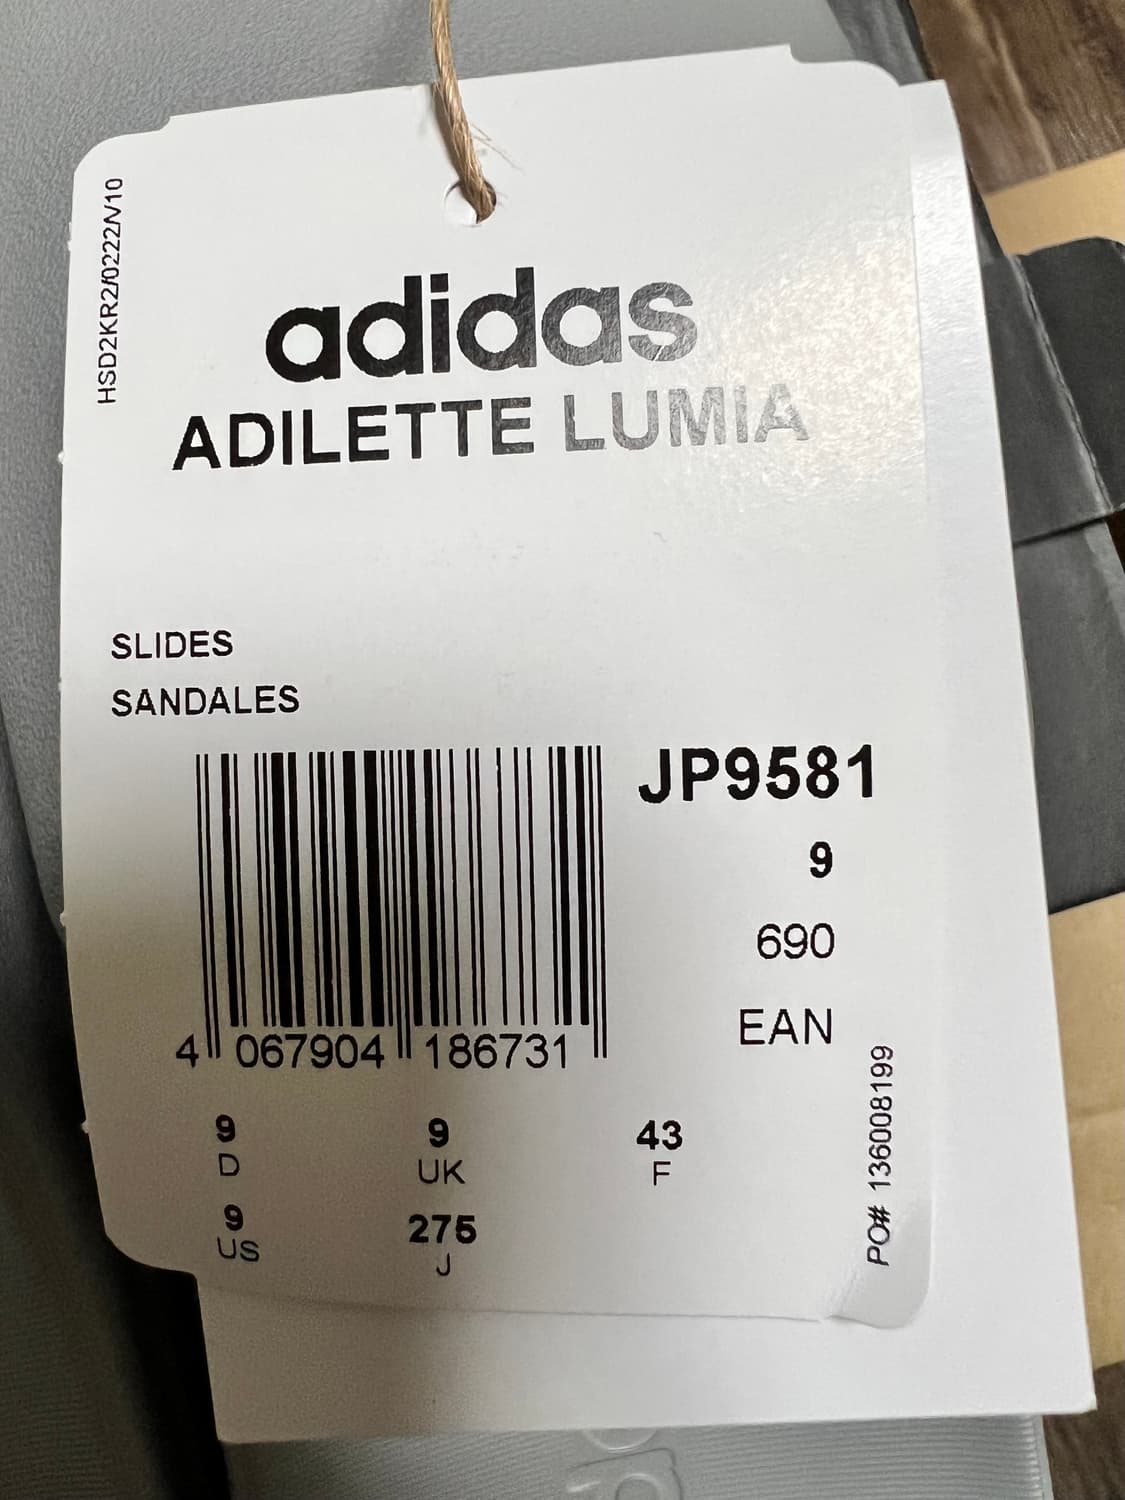 HSD2KR2/0222/V10
adidas
ADILETTE LUMIA
SLIDES
SANDALES
JP9581
9
690
EAN
4 067904 186731
9 9 43
D UK F
9 275
US J
PO# 136008199